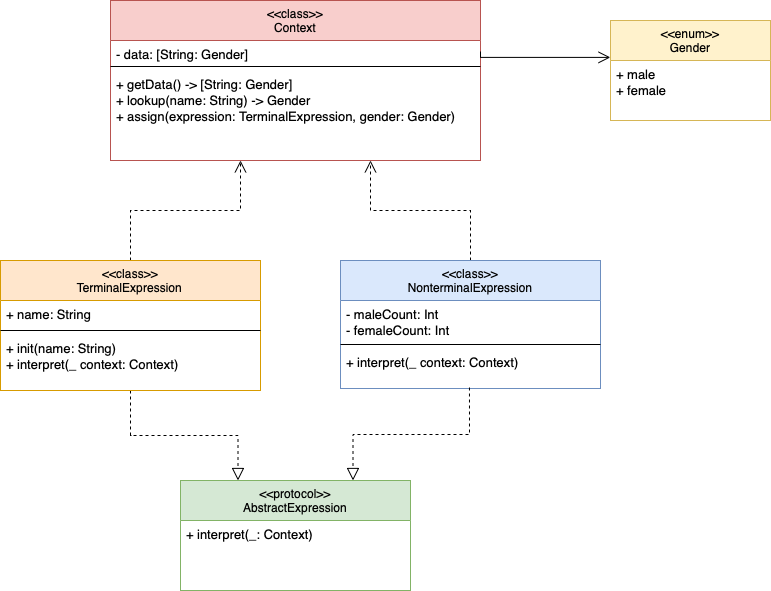 <<class>>
Context
- data: [String: Gender]
+ getData() -> [String: Gender]
+ lookup(name: String) -> Gender
+ assign(expression: TerminalExpression, gender: Gender)
<<enum>>
Gender
+ male
+ female
<<class>>
TerminalExpression
+ name: String
+ init(name: String)
+ interpret(_ context: Context)
<<class>>
NonterminalExpression
- maleCount: Int
- femaleCount: Int
+ interpret(_ context: Context)
<<protocol>>
AbstractExpression
+ interpret(_: Context)